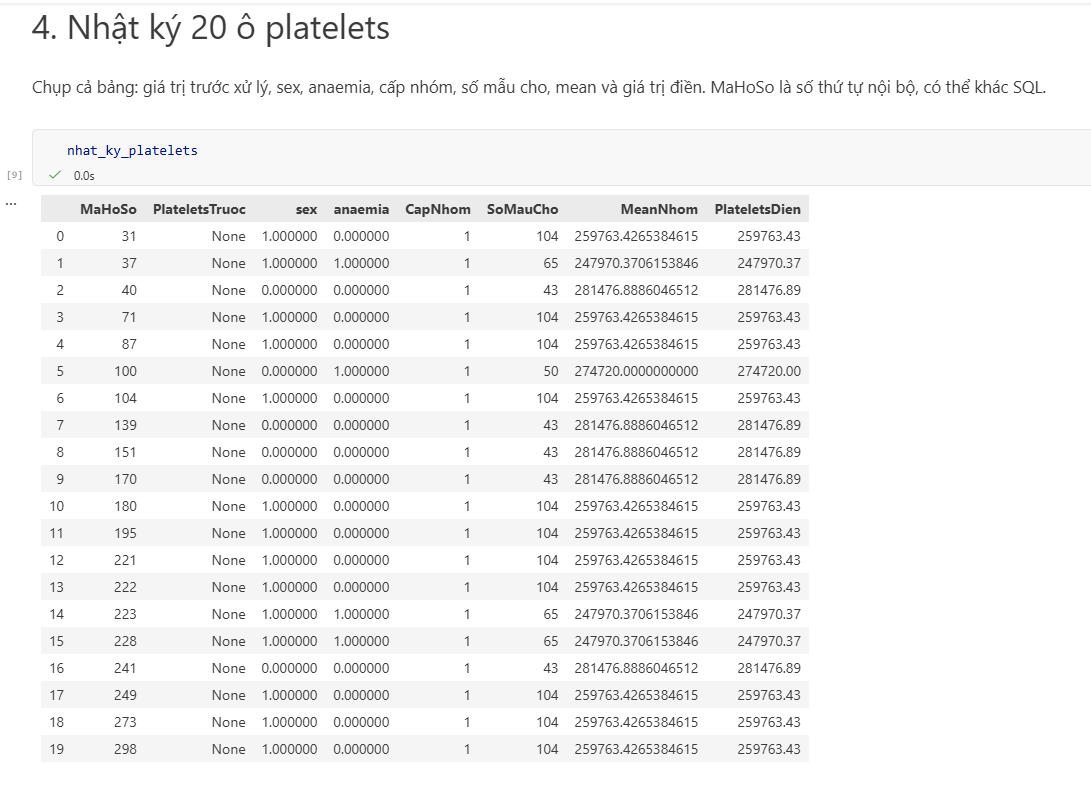 4. Nhật ký 20 ô platelets
Chụp cả bảng: giá trị trước xử lý, sex, anaemia, cấp nhóm, số mẫu cho, mean và giá trị điền. MaHoSo là số thứ tự nội bộ, có thể khác SQL.
nhat_ky_platelets
[9] ✓ 0.0s
...
MaHoSo PlateletsTruoc sex anaemia CapNhom SoMauCho MeanNhom PlateletsDien
0 31 None 1.000000 0.000000 1 104 259763.4265384615 259763.43
1 37 None 1.000000 1.000000 1 65 247970.3706153846 247970.37
2 40 None 0.000000 0.000000 1 43 281476.8886046512 281476.89
3 71 None 1.000000 0.000000 1 104 259763.4265384615 259763.43
4 87 None 1.000000 0.000000 1 104 259763.4265384615 259763.43
5 100 None 0.000000 1.000000 1 50 274720.0000000000 274720.00
6 104 None 1.000000 0.000000 1 104 259763.4265384615 259763.43
7 139 None 0.000000 0.000000 1 43 281476.8886046512 281476.89
8 151 None 0.000000 0.000000 1 43 281476.8886046512 281476.89
9 170 None 0.000000 0.000000 1 43 281476.8886046512 281476.89
10 180 None 1.000000 0.000000 1 104 259763.4265384615 259763.43
11 195 None 1.000000 0.000000 1 104 259763.4265384615 259763.43
12 221 None 1.000000 0.000000 1 104 259763.4265384615 259763.43
13 222 None 1.000000 0.000000 1 104 259763.4265384615 259763.43
14 223 None 1.000000 1.000000 1 65 247970.3706153846 247970.37
15 228 None 1.000000 1.000000 1 65 247970.3706153846 247970.37
16 241 None 0.000000 0.000000 1 43 281476.8886046512 281476.89
17 249 None 1.000000 0.000000 1 104 259763.4265384615 259763.43
18 273 None 1.000000 0.000000 1 104 259763.4265384615 259763.43
19 298 None 1.000000 0.000000 1 104 259763.4265384615 259763.43